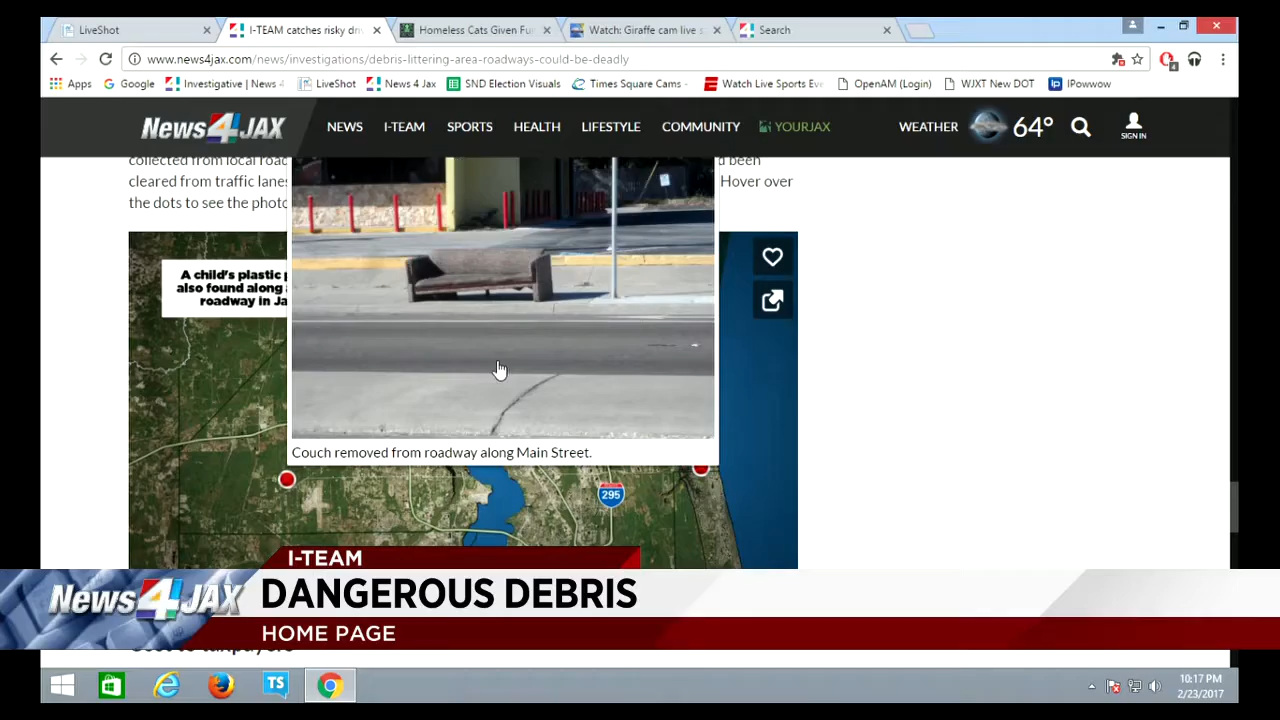 LiveShot
I-TEAM catches risky dri
Homeless Cats Given Fu
Watch: Giraffe cam live s
Search
www.news4jax.com/news/investigations/debris-littering-area-roadways-could-be-deadly
4
Apps
Google
Investigative | News 4
LiveShot
News 4 Jax
SND Election Visuals
Times Square Cams -
Watch Live Sports Eve
OpenAM (Login)
WJXT New DOT
IPowwow
News4JAX
NEWS
I-TEAM
SPORTS
HEALTH
LIFESTYLE
COMMUNITY
YOURJAX
WEATHER
64°
SIGN IN
collected from local road
d been
cleared from traffic lanes
Hover over
the dots to see the photo
A child's plastic p
also found along a
roadway in Ja
Couch removed from roadway along Main Street.
295
I-TEAM
News4JAX
DANGEROUS DEBRIS
HOME PAGE
TS
10:17 PM
2/23/2017